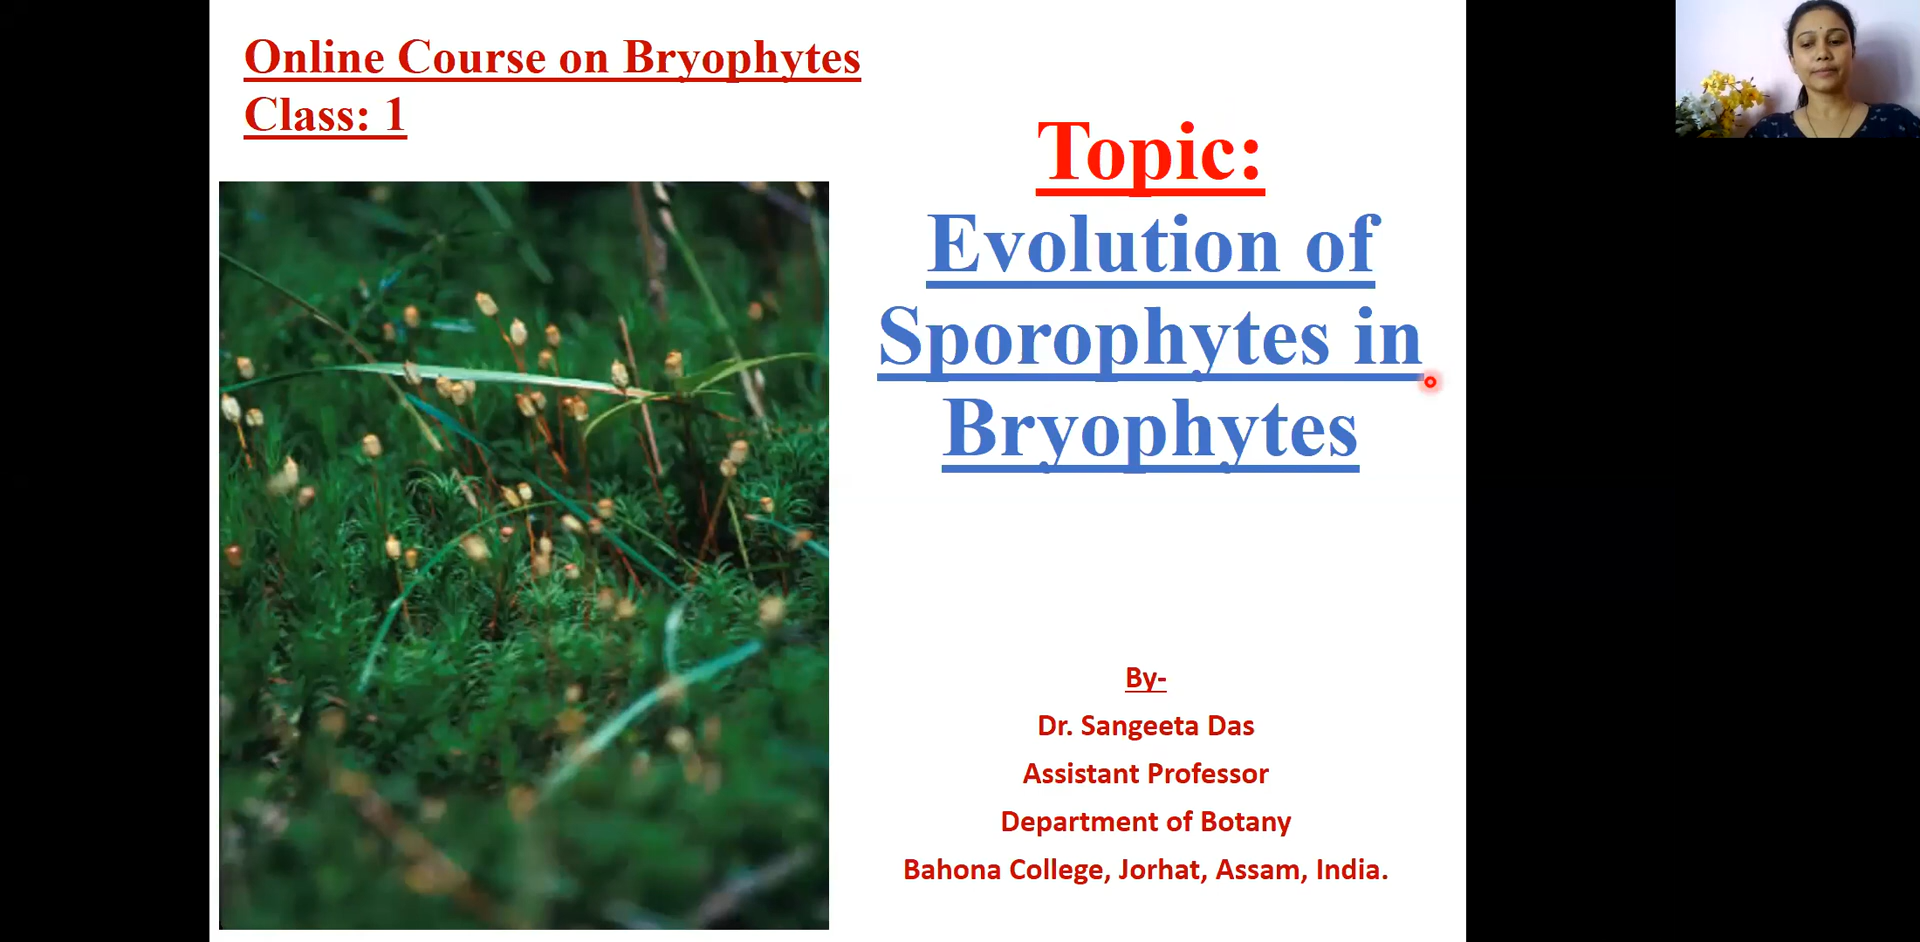 Online Course on Bryophytes
Class: 1
Topic:
Evolution of
Sporophytes in
Bryophytes
By-
Dr. Sangeeta Das
Assistant Professor
Department of Botany
Bahona College, Jorhat, Assam, India.